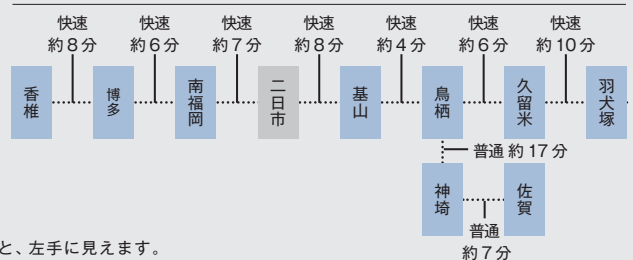 快速 快速 快速 快速 快速 快速 快速
約8分 約6分 約7分 約8分 約4分 約6分 約10分
香椎 博多 南福岡 二日市 基山 鳥栖 久留米 羽犬塚
普通 約17分
神埼 佐賀
普通
約7分
と、左手に見えます。